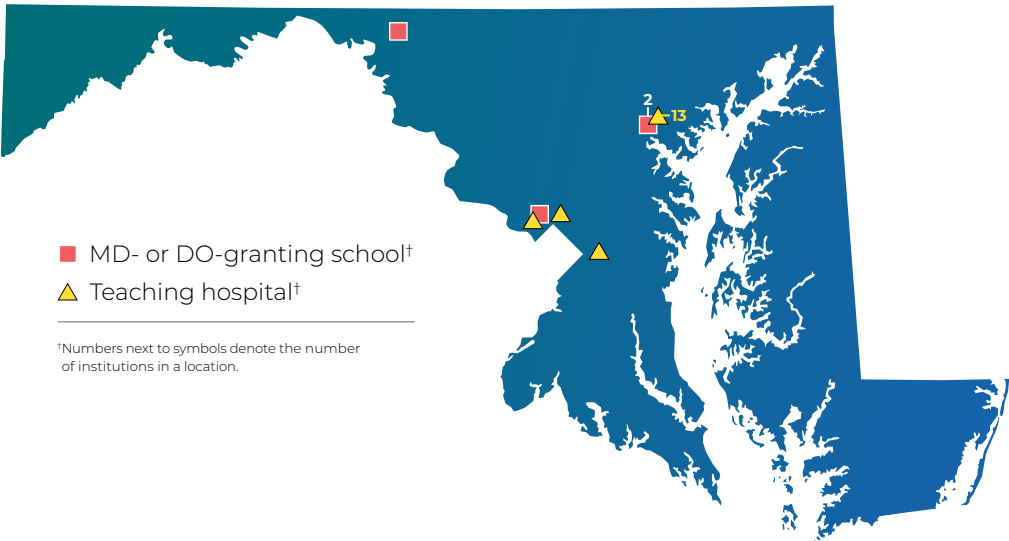 2
13
MD- or DO-granting school†
Teaching hospital†
†Numbers next to symbols denote the number
of institutions in a location.